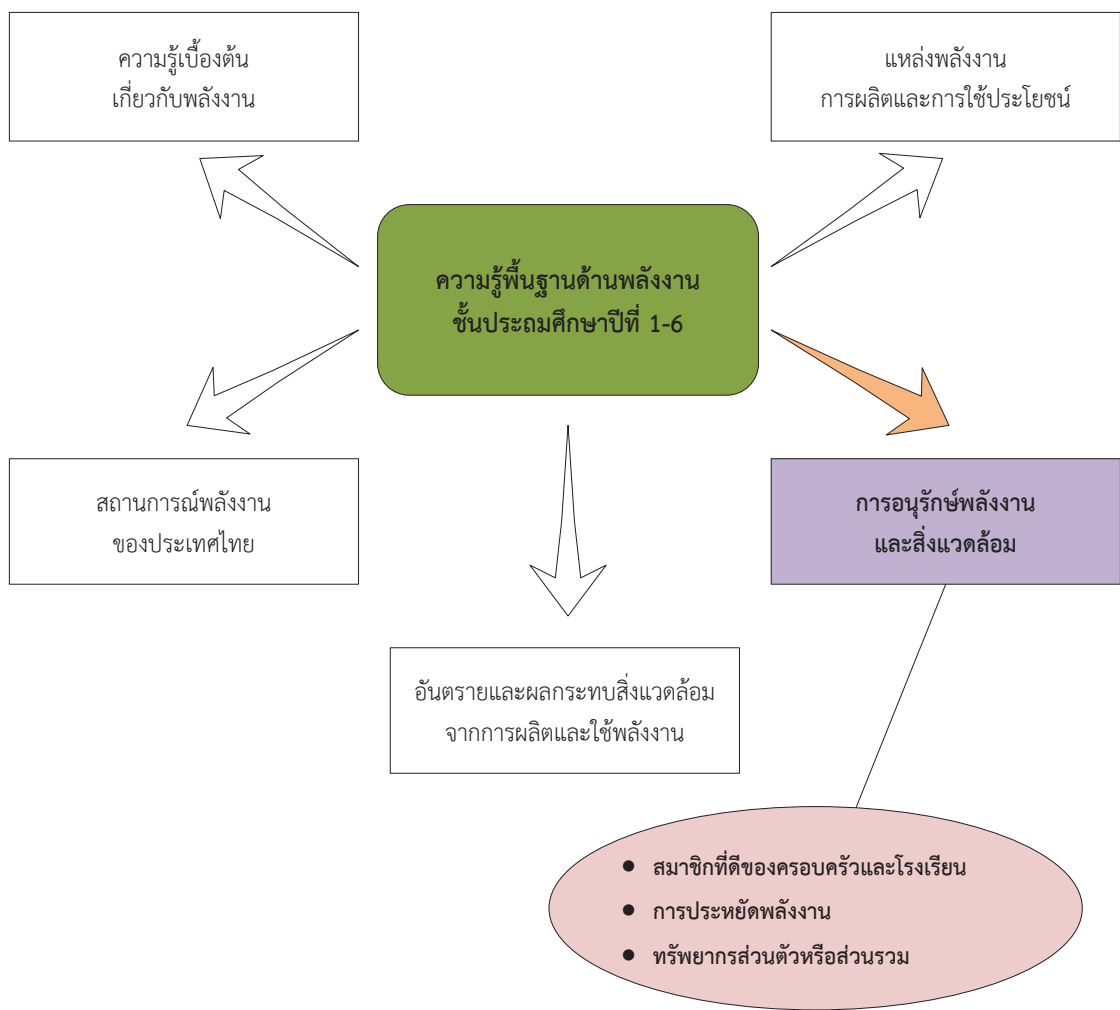 ความรู้เบื้องต้น
เกี่ยวกับพลังงาน
แหล่งพลังงาน
การผลิตและการใช้ประโยชน์
ความรู้พื้นฐานด้านพลังงาน
ชั้นประถมศึกษาปีที่ 1-6
สถานการณ์พลังงาน
ของประเทศไทย
การอนุรักษ์พลังงาน
และสิ่งแวดล้อม
อันตรายและผลกระทบสิ่งแวดล้อม
จากการผลิตและใช้พลังงาน
● สมาชิกที่ดีของครอบครัวและโรงเรียน
● การประหยัดพลังงาน
● ทรัพยากรส่วนตัวหรือส่วนรวม